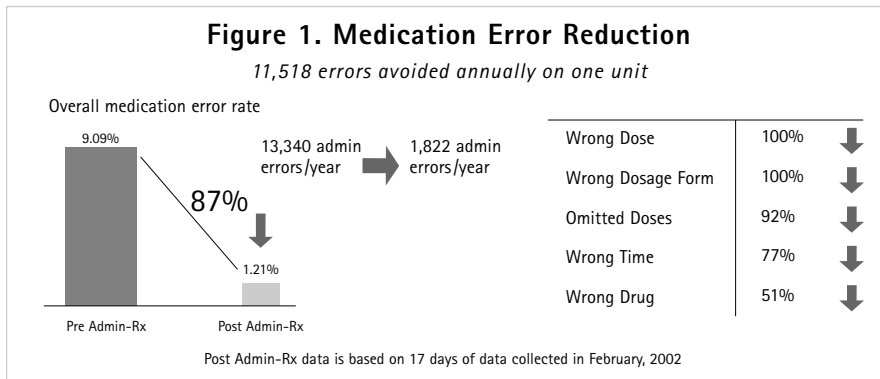 Figure 1. Medication Error Reduction
11,518 errors avoided annually on one unit
Overall medication error rate
9.09%
87%
1.21%
Pre Admin-Rx
Post Admin-Rx
13,340 admin
errors/year
1,822 admin
errors/year
Wrong Dose 100%
Wrong Dosage Form 100%
Omitted Doses 92%
Wrong Time 77%
Wrong Drug 51%
Post Admin-Rx data is based on 17 days of data collected in February, 2002